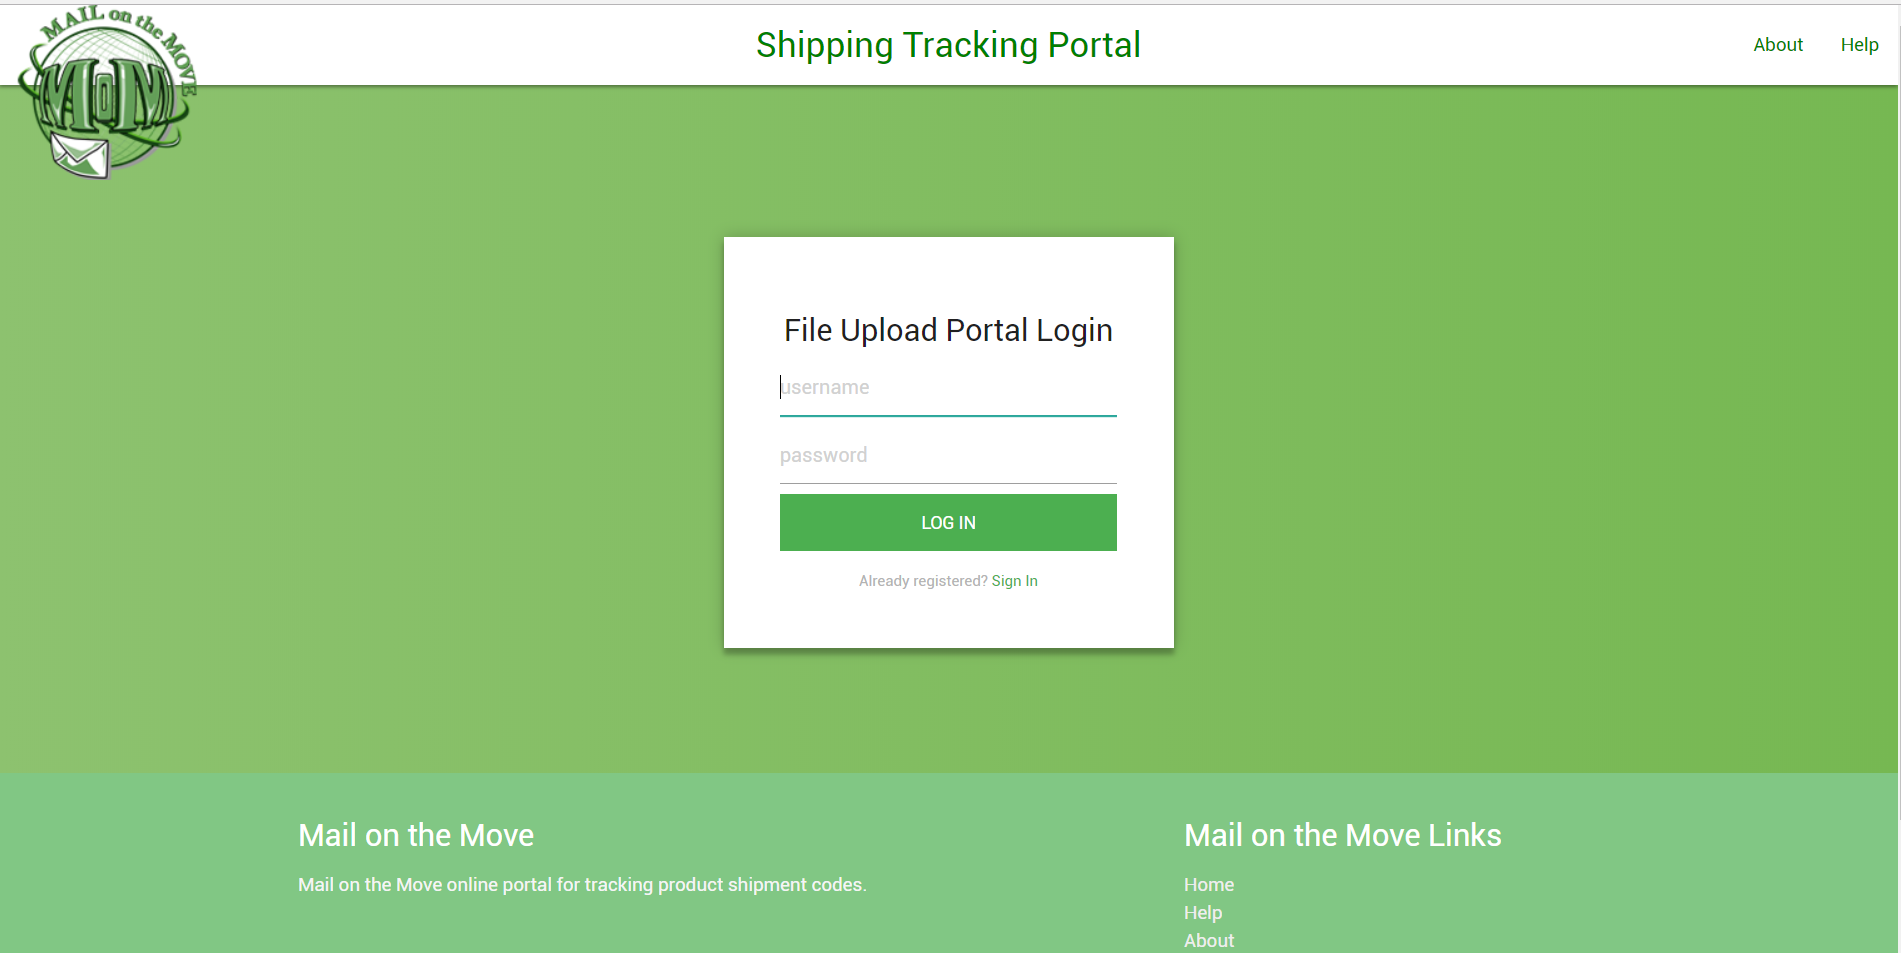 MAIL on the MOVE
MoM
Shipping Tracking Portal
About
Help
File Upload Portal Login
username
password
LOG IN
Already registered? Sign In
Mail on the Move
Mail on the Move online portal for tracking product shipment codes.
Mail on the Move Links
Home
Help
About